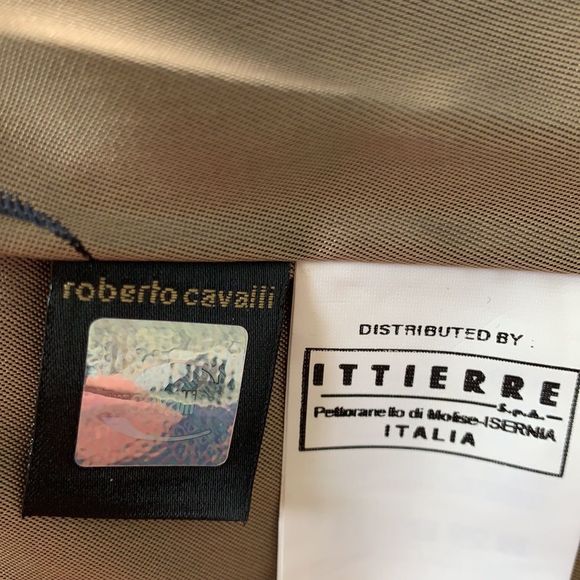 roberto cavalli
DISTRIBUTED BY :
ITTIERRE
S.p.A.
Pettoranello di Molise-ISERNIA
ITALIA